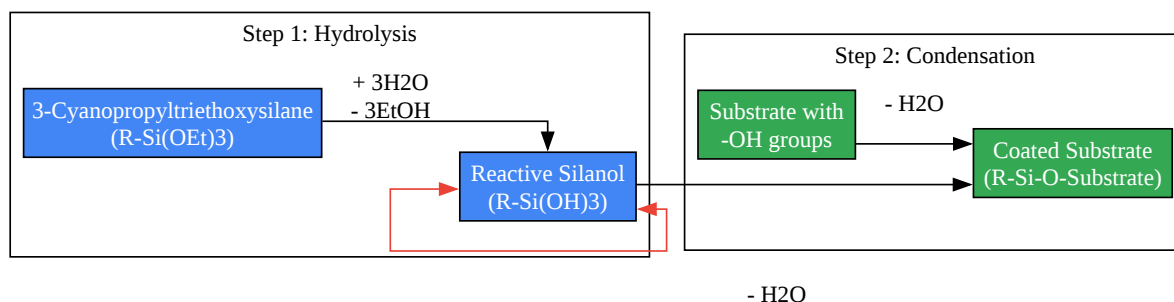 Step 1: Hydrolysis
3-Cyanopropyltriethoxysilane
(R-Si(OEt)3)
+ 3H2O
- 3EtOH
Reactive Silanol
(R-Si(OH)3)
Step 2: Condensation
Substrate with
-OH groups
- H2O
Coated Substrate
(R-Si-O-Substrate)
- H2O